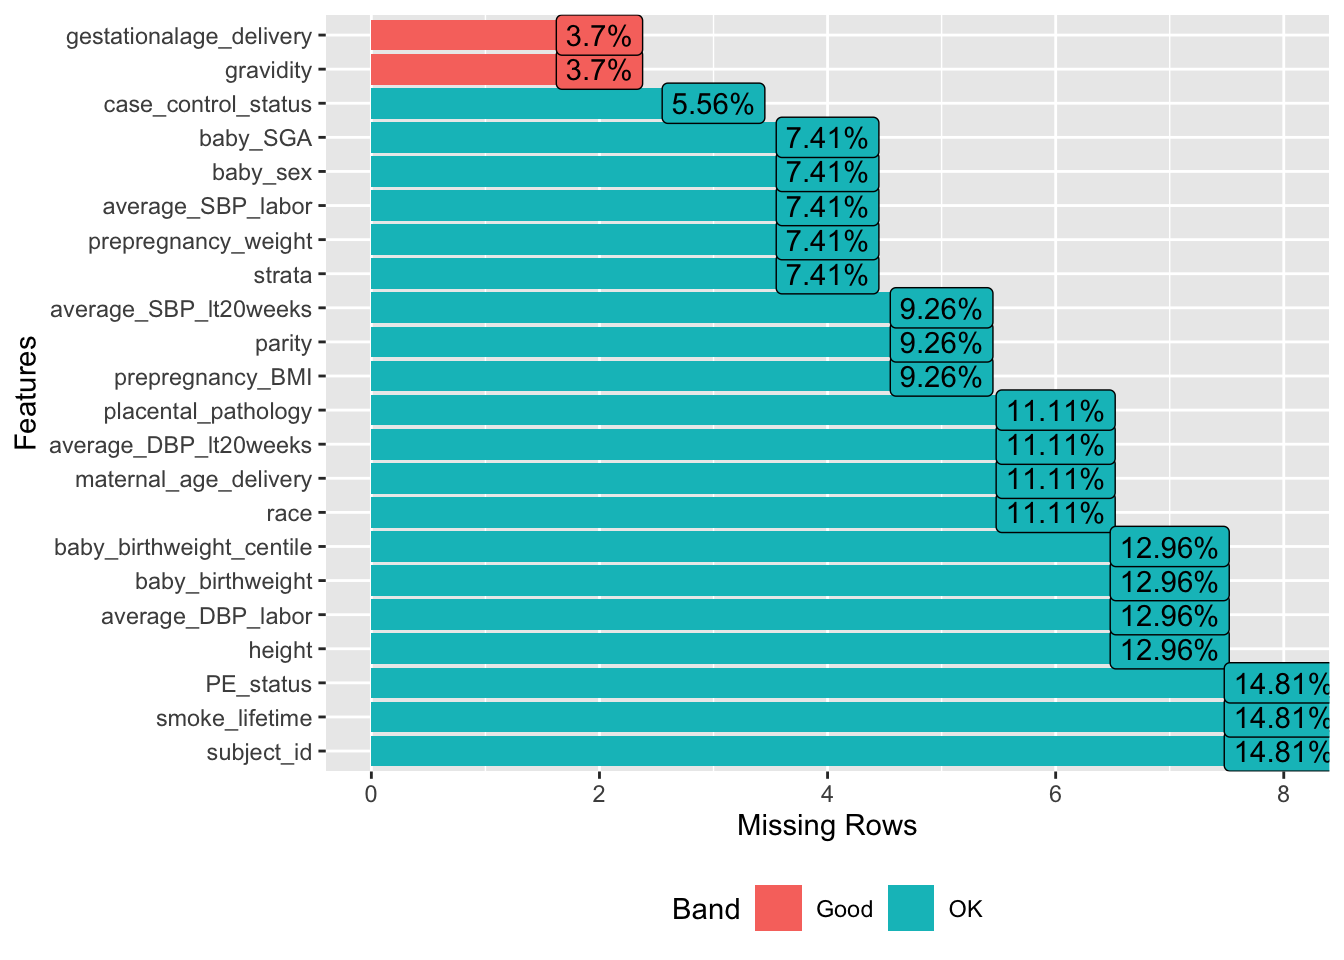 gestationalage_delivery 3.7%
gravidity 3.7%
case_control_status 5.56%
baby_SGA 7.41%
baby_sex 7.41%
average_SBP_labor 7.41%
prepregnancy_weight 7.41%
strata 7.41%
average_SBP_lt20weeks 9.26%
parity 9.26%
prepregnancy_BMI 9.26%
placental_pathology 11.11%
average_DBP_lt20weeks 11.11%
maternal_age_delivery 11.11%
race 11.11%
baby_birthweight_centile 12.96%
baby_birthweight 12.96%
average_DBP_labor 12.96%
height 12.96%
PE_status 14.81%
smoke_lifetime 14.81%
subject_id 14.81%
Features
0 2 4 6 8
Missing Rows
Band Good OK